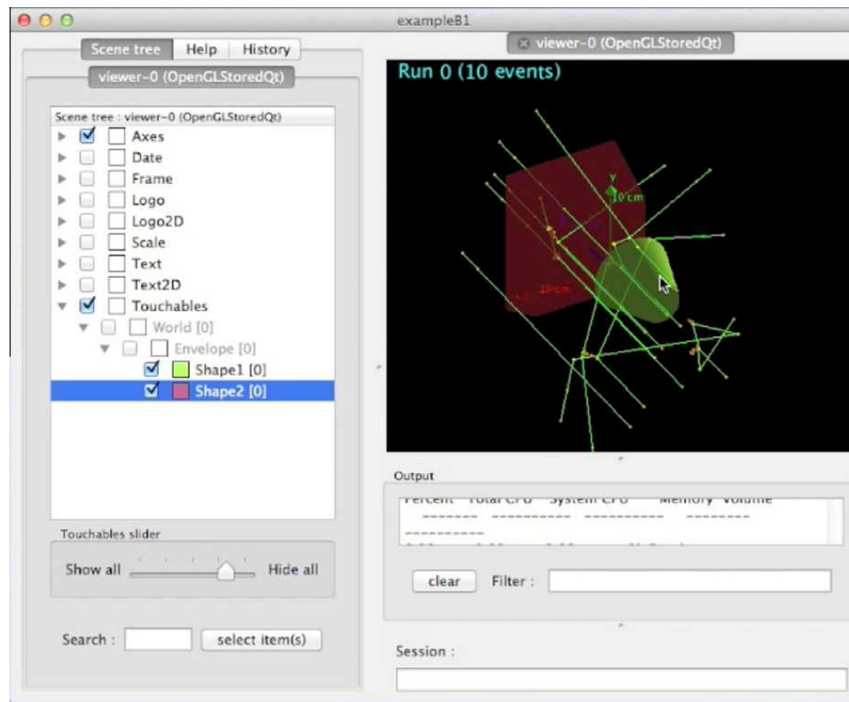 exampleB1
Scene tree Help History
viewer-0 (OpenGLStoredQt)
Scene tree : viewer-0 (OpenGLStoredQt)
Axes
Date
Frame
Logo
Logo2D
Scale
Text
Text2D
Touchables
World [0]
Envelope [0]
Shape1 [0]
Shape2 [0]
Touchables slider
Show all Hide all
Search : select item(s)
viewer-0 (OpenGLStoredQt)
Run 0 (10 events)
y
10 cm
10 cm
Output
Percent Total CPU System CPU Memory Volume
------- ---------- ---------- --------
----------
clear Filter :
Session :